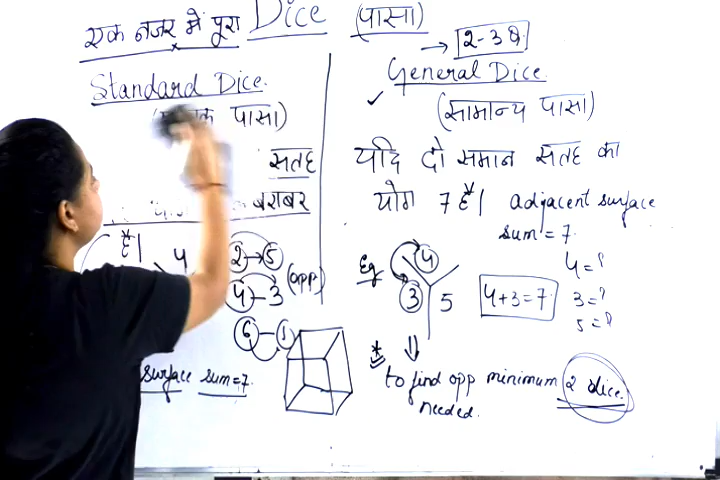 एक नजर में पूरा Dice (पासा)
→ 2-3 Q
Standard Dice.
पासा)
सतह
बराबर
है।
4
2→5
4-3 (opp)
6-1
surface sum=7.
General Dice.
✓ (सामान्य पासा)
यदि दो समान सतह का
योग 7 है। adjacent surface
sum=7.
Eg 4
3 5
4+3=7
4=?
3=?
5=?
* ⇓
to find opp minimum 2 dice.
needed.